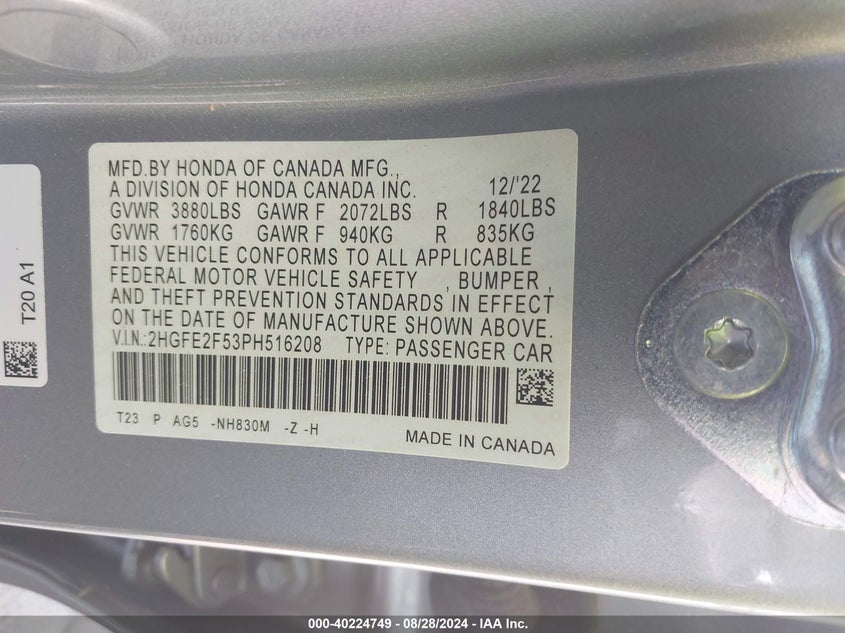 MFD.BY HONDA OF CANADA MFG.,
A DIVISION OF HONDA CANADA INC. 12/'22
GVWR 3880LBS GAWR F 2072LBS R 1840LBS
GVWR 1760KG GAWR F 940KG R 835KG
THIS VEHICLE CONFORMS TO ALL APPLICABLE
FEDERAL MOTOR VEHICLE SAFETY , BUMPER ,
AND THEFT PREVENTION STANDARDS IN EFFECT
ON THE DATE OF MANUFACTURE SHOWN ABOVE.
V.I.N.:2HGFE2F53PH516208 TYPE: PASSENGER CAR
T23 P AG5 -NH830M -Z -H
MADE IN CANADA
T20 A1
000-40224749 - 08/28/2024 - IAA Inc.